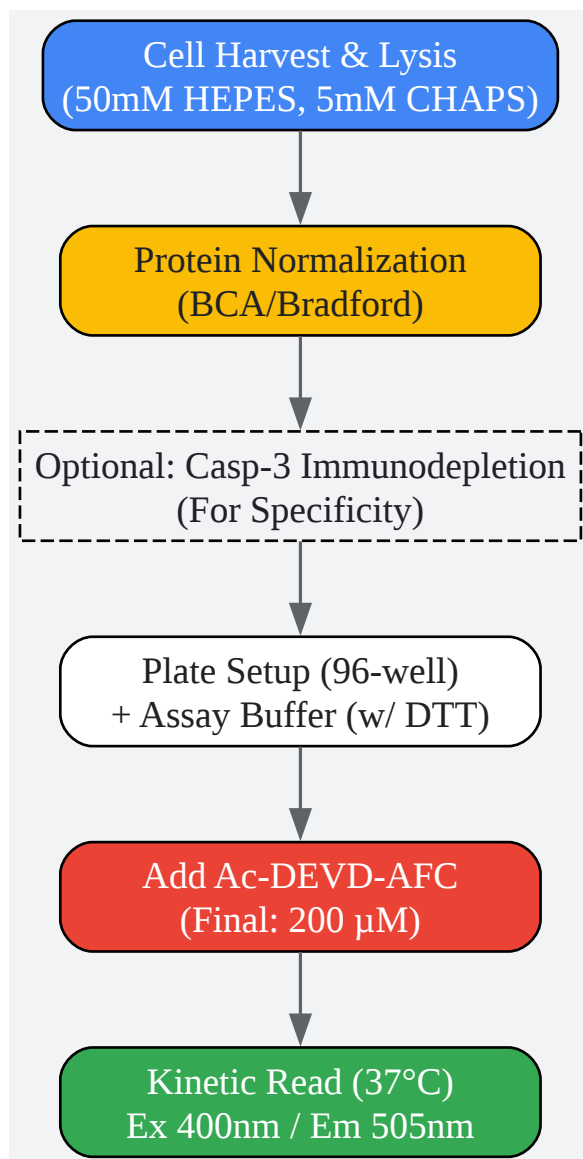 Cell Harvest & Lysis
(50mM HEPES, 5mM CHAPS)
Protein Normalization
(BCA/Bradford)
Optional: Casp-3 Immunodepletion
(For Specificity)
Plate Setup (96-well)
+ Assay Buffer (w/ DTT)
Add Ac-DEVD-AFC
(Final: 200 µM)
Kinetic Read (37°C)
Ex 400nm / Em 505nm